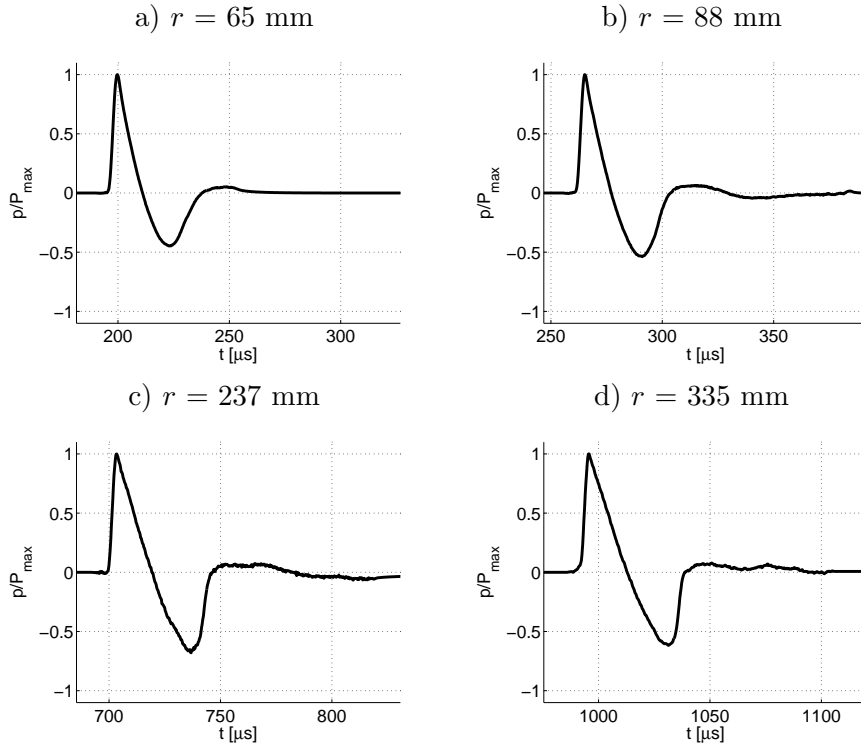 a) r = 65 mm
1
0.5
0
−0.5
−1
p/P_max
200
250
300
t [μs]
b) r = 88 mm
1
0.5
0
−0.5
−1
p/P_max
250
300
350
t [μs]
c) r = 237 mm
1
0.5
0
−0.5
−1
p/P_max
700
750
800
t [μs]
d) r = 335 mm
1
0.5
0
−0.5
−1
p/P_max
1000
1050
1100
t [μs]